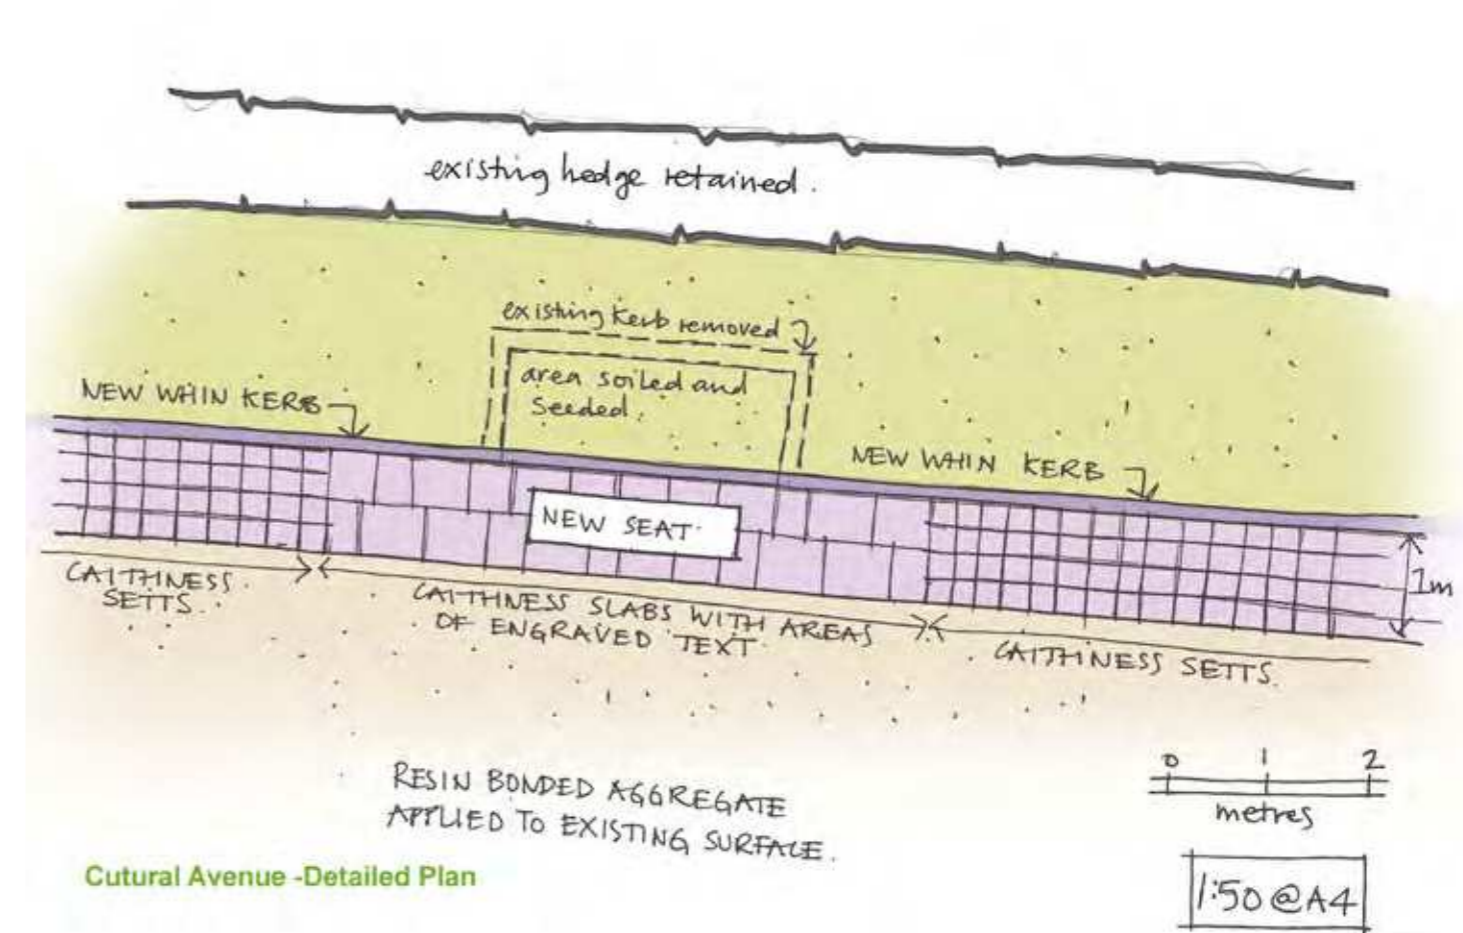 existing hedge retained.
existing kerb removed
area soiled and
seeded.
NEW WHIN KERB
NEW WHIN KERB
NEW SEAT.
1m
CAITHNESS
SETTS.
CAITHNESS SLABS WITH AREAS
OF ENGRAVED TEXT
CAITHNESS SETTS.
RESIN BONDED AGGREGATE
APPLIED TO EXISTING SURFACE.
0 1 2
metres
1:50 @ A4
Cutural Avenue -Detailed Plan